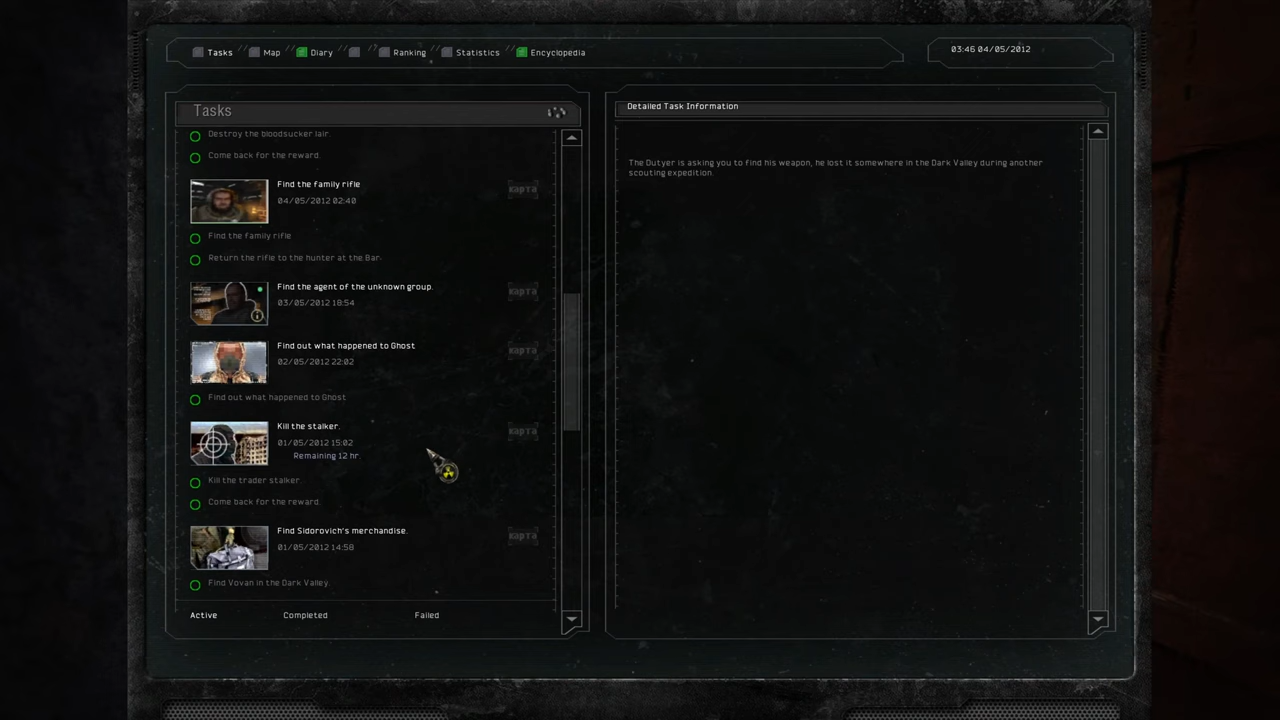 Tasks Map Diary Ranking Statistics Encyclopedia
03:46 04/05/2012
Tasks
Destroy the bloodsucker lair.
Come back for the reward.
Find the family rifle
04/05/2012 02:40
карта
Find the family rifle
Return the rifle to the hunter at the Bar.
Find the agent of the unknown group.
03/05/2012 18:54
карта
Find out what happened to Ghost
02/05/2012 22:02
карта
Find out what happened to Ghost
Kill the stalker.
01/05/2012 15:02
Remaining 12 hr.
карта
Kill the trader stalker.
Come back for the reward.
Find Sidorovich's merchandise.
01/05/2012 14:58
карта
Find Vovan in the Dark Valley.
Active Completed Failed
Detailed Task Information
The Dutyer is asking you to find his weapon, he lost it somewhere in the Dark Valley during another
scouting expedition.